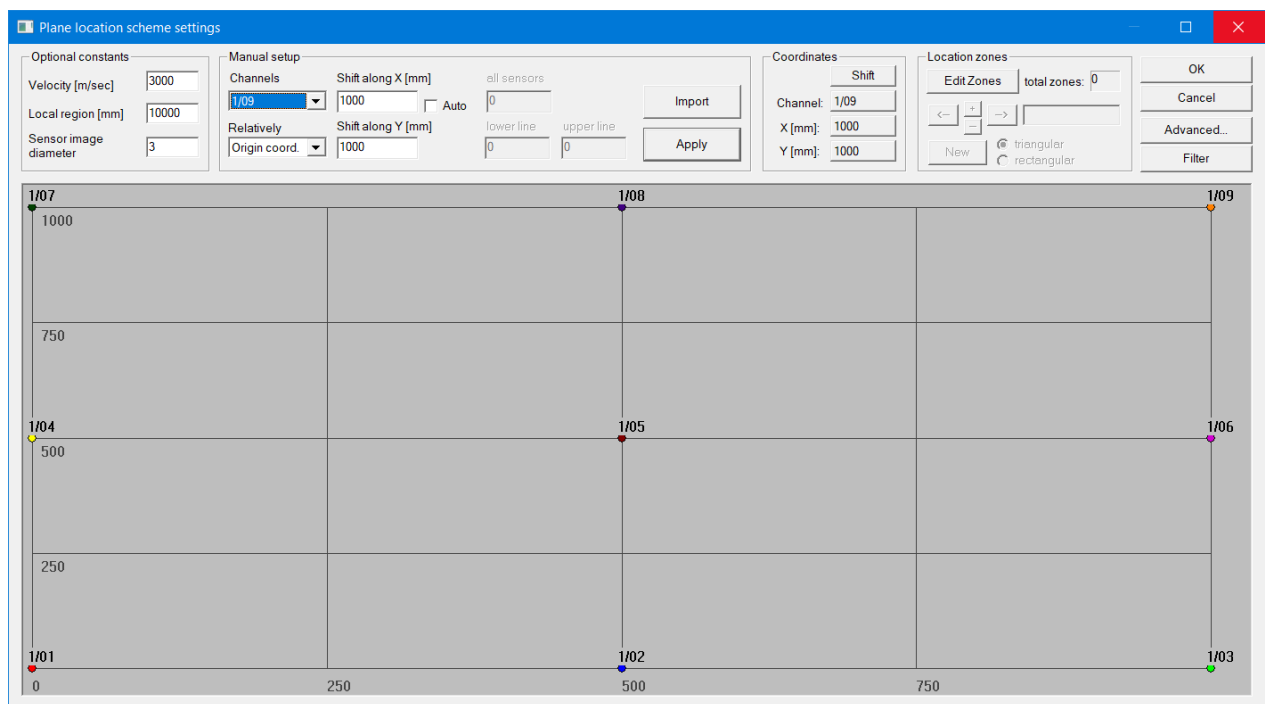 Plane location scheme settings
Optional constants
Velocity [m/sec] 3000
Local region [mm] 10000
Sensor image
diameter 3
Manual setup
Channels Shift along X [mm] all sensors
1/09 1000 Auto 0 Import
Relatively Shift along Y [mm] lower line upper line
Origin coord. 1000 0 0 Apply
Coordinates
Shift
Channel: 1/09
X [mm]: 1000
Y [mm]: 1000
Location zones
Edit Zones total zones: 0
<- + - ->
New triangular
rectangular
OK
Cancel
Advanced...
Filter
1/07 1/08 1/09
1000
750
1/04 1/05 1/06
500
250
1/01 1/02 1/03
0 250 500 750